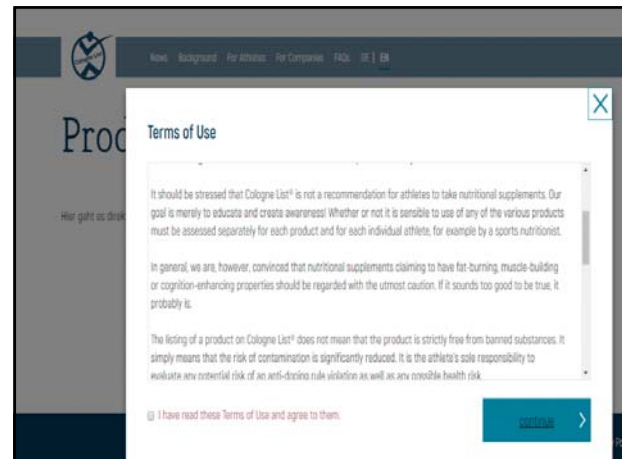 Cologne List
News Background For Athletes For Companies FAQs DE | EN
Prod
Hier geht es direk
X
Terms of Use
It should be stressed that Cologne List® is not a recommendation for athletes to take nutritional supplements. Our
goal is merely to educate and create awareness! Whether or not it is sensible to use of any of the various products
must be assessed separately for each product and for each individual athlete, for example by a sports nutritionist.
In general, we are, however, convinced that nutritional supplements claiming to have fat-burning, muscle-building
or cognition-enhancing properties should be regarded with the utmost caution. If it sounds too good to be true, it
probably is.
The listing of a product on Cologne List® does not mean that the product is strictly free from banned substances. It
simply means that the risk of contamination is significantly reduced. It is the athlete's sole responsibility to
evaluate any potential risk of an anti-doping rule violation as well as any possible health risk.
I have read these Terms of Use and agree to them.
continue
Po